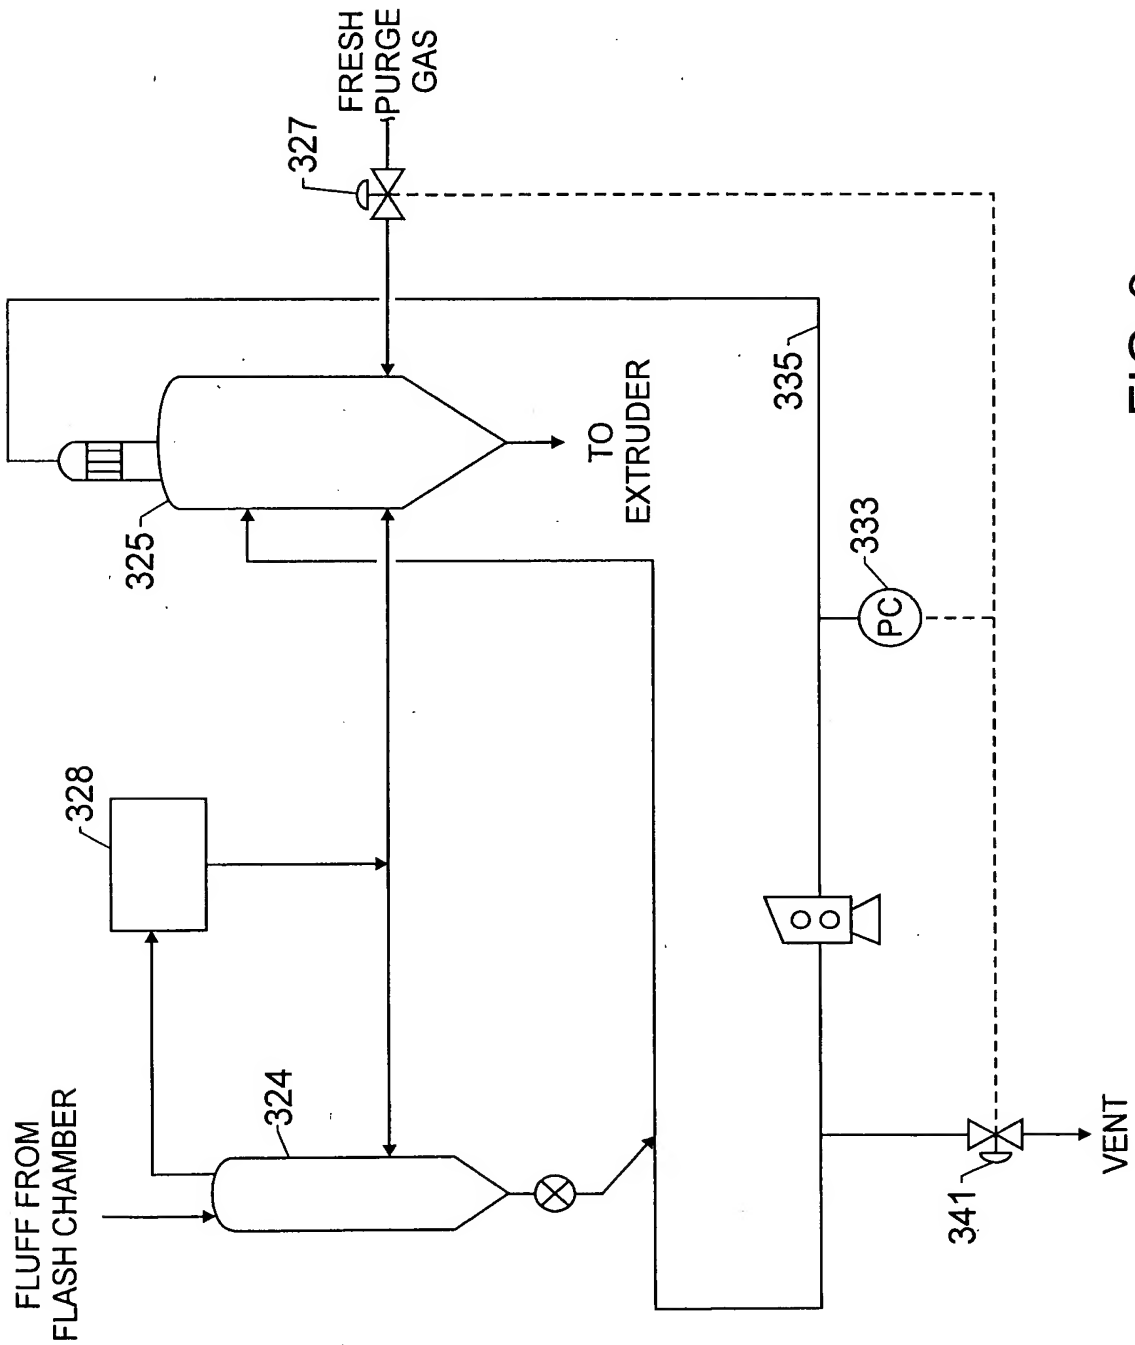 FLUFF FROM
FLASH CHAMBER
324
328
325
TO
EXTRUDER
327
FRESH
PURGE
GAS
335
333
PC
341
VENT